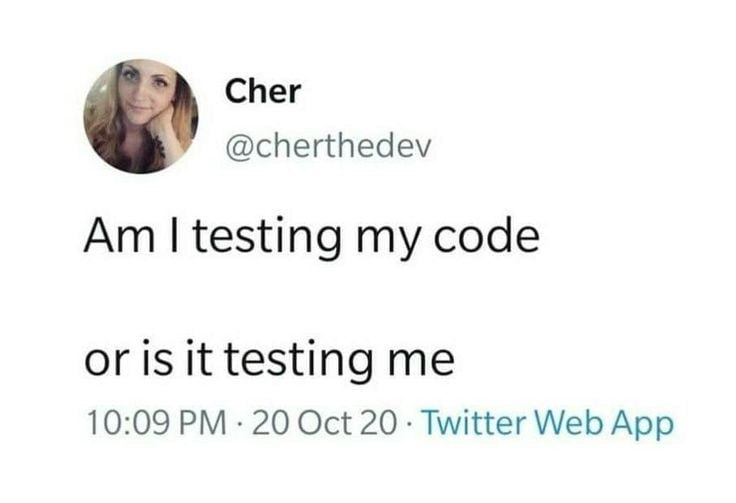 Cher
@cherthedev
Am I testing my code
or is it testing me
10:09 PM · 20 Oct 20 · Twitter Web App